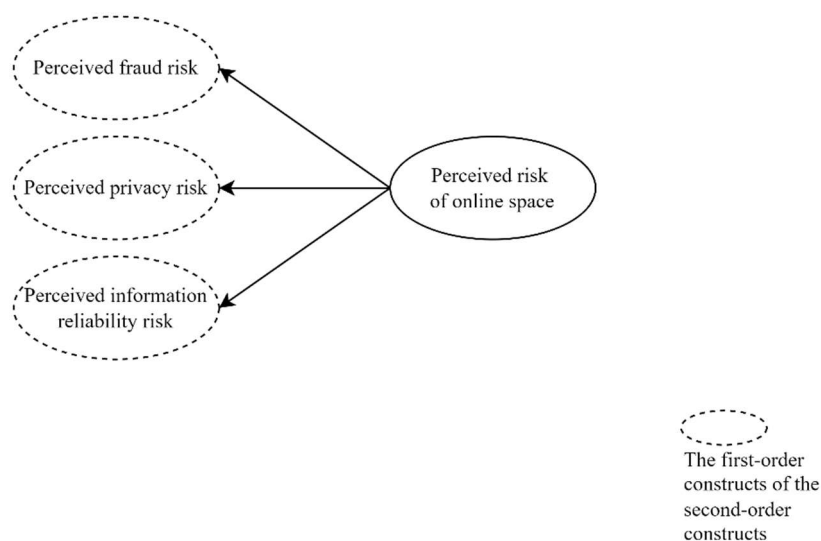 Perceived fraud risk
Perceived privacy risk
Perceived information
reliability risk
Perceived risk
of online space
The first-order
constructs of the
second-order
constructs